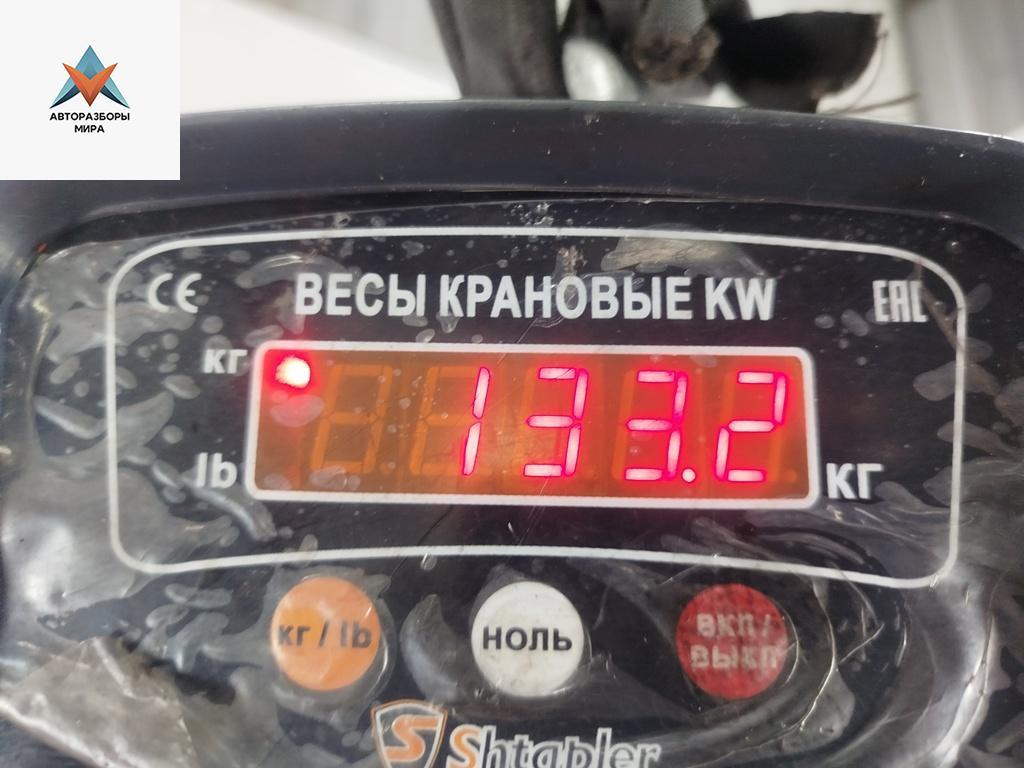 АВТОРАЗБОРЫ
МИРА
CE
ВЕСЫ КРАНОВЫЕ KW
EAC
кг
133.2
lb
кг
кг / lb
НОЛЬ
ВКЛ /
ВЫКЛ
S
Shtapler